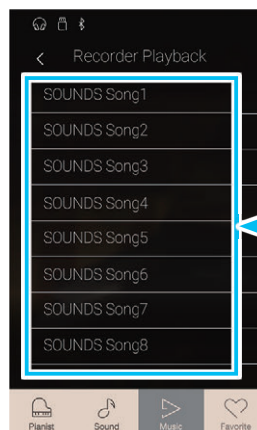 Recorder Playback
SOUNDS Song1
SOUNDS Song2
SOUNDS Song3
SOUNDS Song4
SOUNDS Song5
SOUNDS Song6
SOUNDS Song7
SOUNDS Song8
Pianist Sound Music Favorite